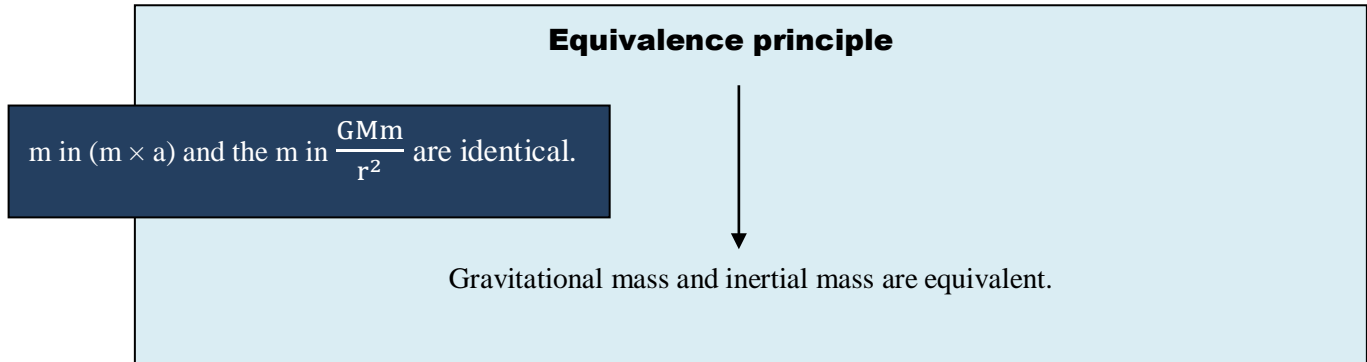 Equivalence principle
m in (m × a) and the m in GMm/r² are identical.
Gravitational mass and inertial mass are equivalent.